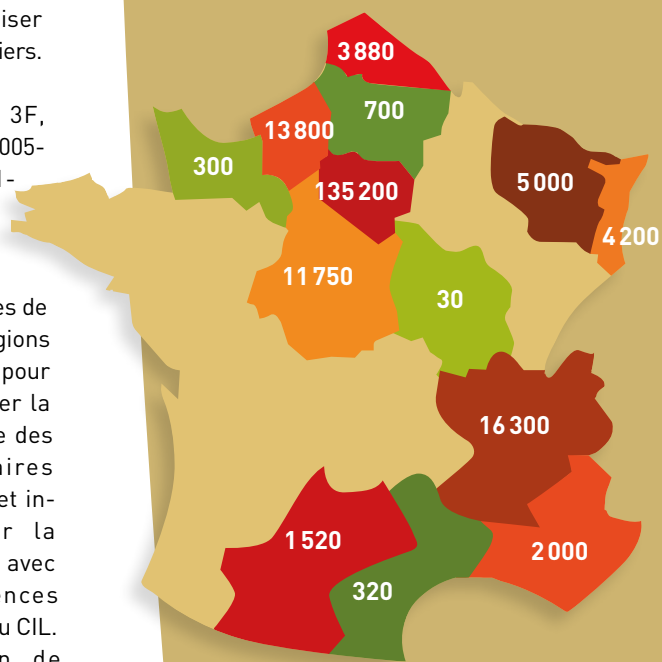 iser
iers.
3F,
005-
es de
gions
pour
er la
e des
aires
et in-
r la
avec
ences
u CIL.
n de
3 880
700
13 800
300
135 200
5 000
4 200
11 750
30
16 300
1 520
2 000
320